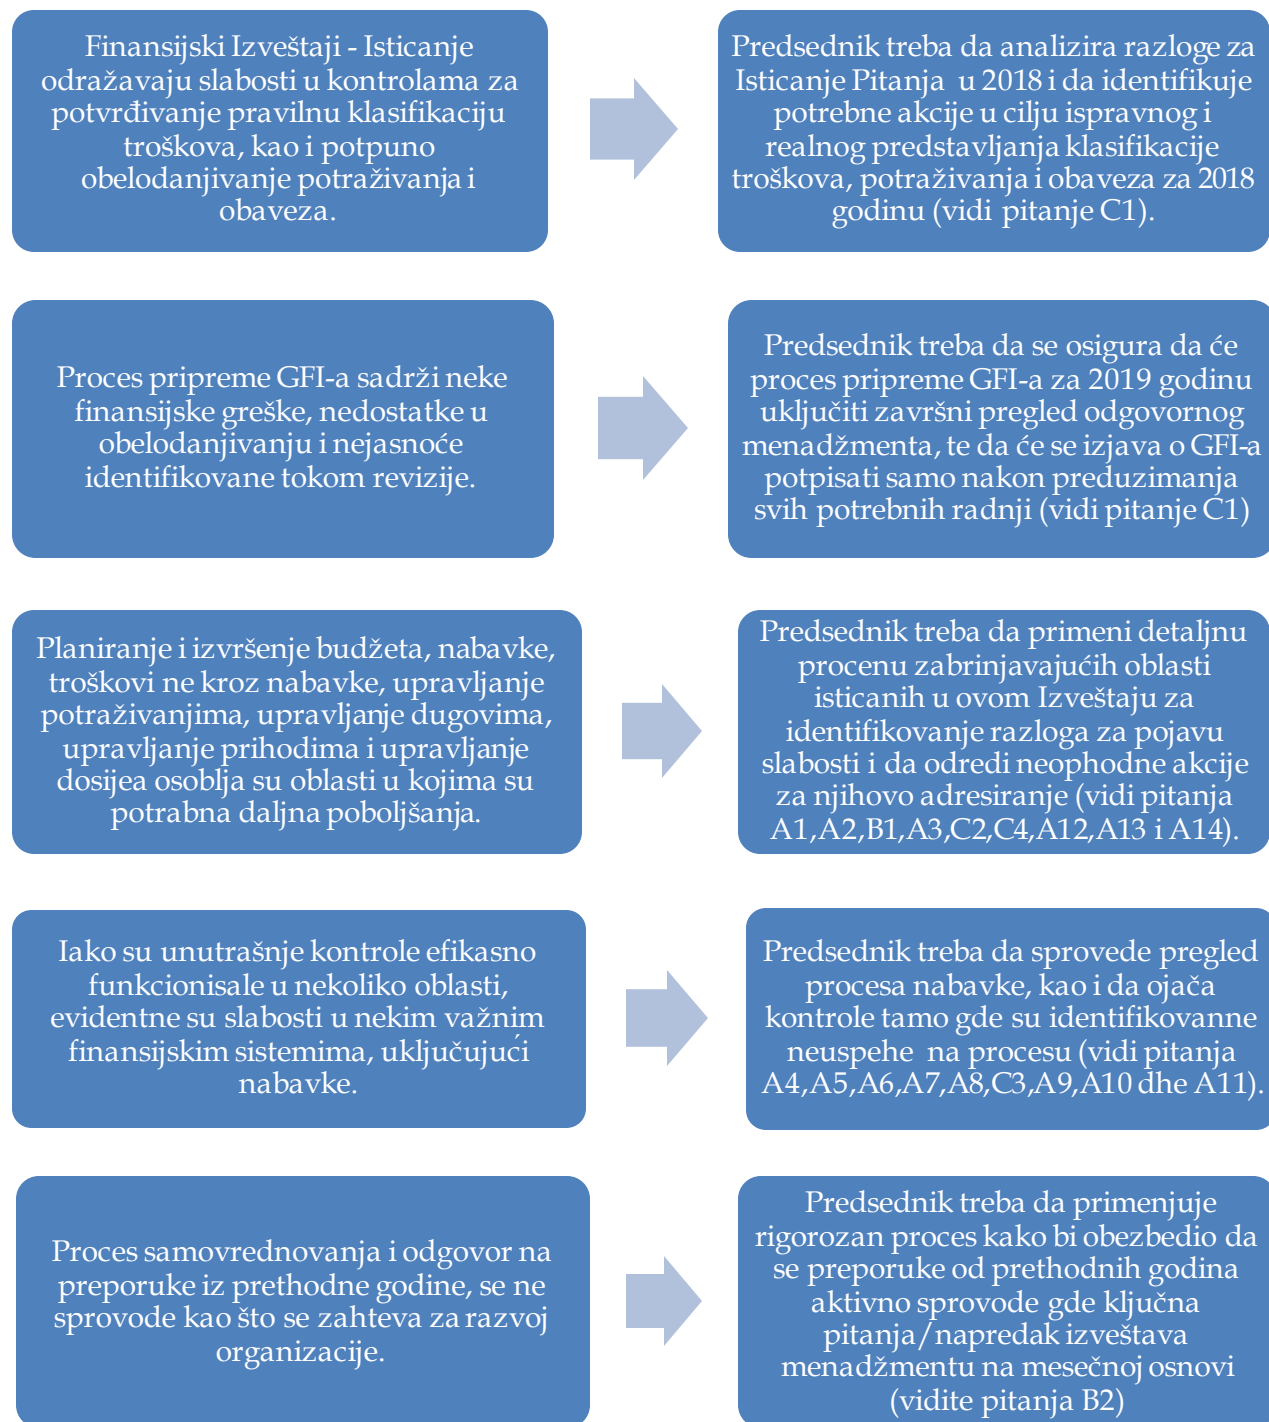 Finansijski Izveštaji - Isticanje
odražavaju slabosti u kontrolama za
potvrđivanje pravilnu klasifikaciju
troškova, kao i potpuno
obelodanjivanje potraživanja i
obaveza.
Predsednik treba da analizira razloge za
Isticanje Pitanja u 2018 i da identifikuje
potrebne akcije u cilju ispravnog i
realnog predstavljanja klasifikacije
troškova, potraživanja i obaveza za 2018
godinu (vidi pitanje C1).
Proces pripreme GFI-a sadrži neke
finansijske greške, nedostatke u
obelodanjivanju i nejasnoće
identifikovane tokom revizije.
Predsednik treba da se osigura da će
proces pripreme GFI-a za 2019 godinu
uključiti završni pregled odgovornog
menadžmenta, te da će se izjava o GFI-a
potpisati samo nakon preduzimanja
svih potrebnih radnji (vidi pitanje C1)
Planiranje i izvršenje budžeta, nabavke,
troškovi ne kroz nabavke, upravljanje
potraživanjima, upravljanje dugovima,
upravljanje prihodima i upravljanje
dosijea osoblja su oblasti u kojima su
potrabna daljna poboljšanja.
Predsednik treba da primeni detaljnu
procenu zabrinjavajućih oblasti
isticanih u ovom Izveštaju za
identifikovanje razloga za pojavu
slabosti i da odredi neophodne akcije
za njihovo adresiranje (vidi pitanja
A1,A2,B1,A3,C2,C4,A12,A13 i A14).
Iako su unutrašnje kontrole efikasno
funkcionisale u nekoliko oblasti,
evidentne su slabosti u nekim važnim
finansijskim sistemima, uključujući
nabavke.
Predsednik treba da sprovede pregled
procesa nabavke, kao i da ojača
kontrole tamo gde su identifikovanne
neuspehe na procesu (vidi pitanja
A4,A5,A6,A7,A8,C3,A9,A10 dhe A11).
Proces samovrednovanja i odgovor na
preporuke iz prethodne godine, se ne
sprovode kao što se zahteva za razvoj
organizacije.
Predsednik treba da primenjuje
rigorozan proces kako bi obezbedio da
se preporuke od prethodnih godina
aktivno sprovode gde ključna
pitanja/napredak izveštava
menadžmentu na mesečnoj osnovi
(vidite pitanja B2)